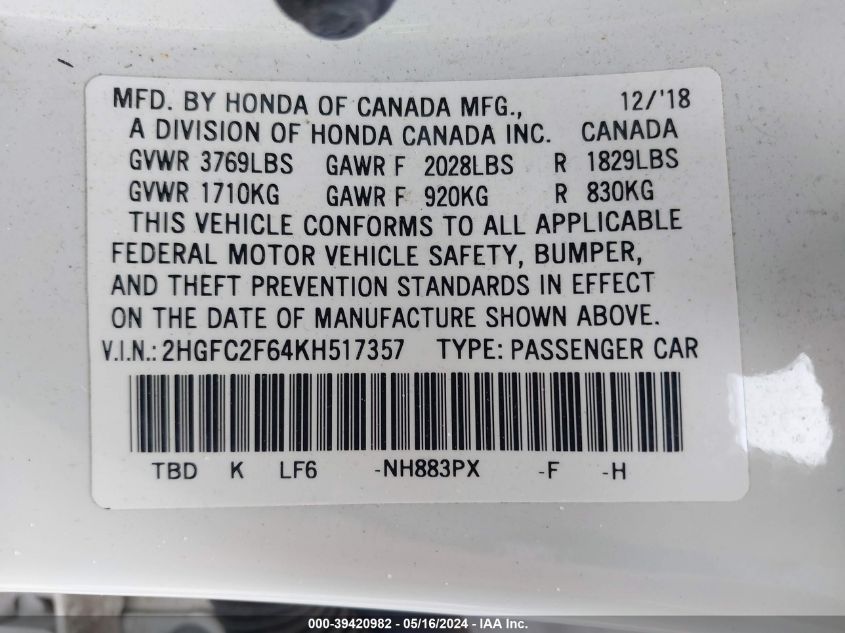 MFD. BY HONDA OF CANADA MFG., 12/'18
A DIVISION OF HONDA CANADA INC. CANADA
GVWR 3769LBS GAWR F 2028LBS R 1829LBS
GVWR 1710KG GAWR F 920KG R 830KG
THIS VEHICLE CONFORMS TO ALL APPLICABLE
FEDERAL MOTOR VEHICLE SAFETY, BUMPER,
AND THEFT PREVENTION STANDARDS IN EFFECT
ON THE DATE OF MANUFACTURE SHOWN ABOVE.
V.I.N.: 2HGFC2F64KH517357 TYPE: PASSENGER CAR
TBD K LF6 -NH883PX -F -H
000-39420982 - 05/16/2024 - IAA Inc.